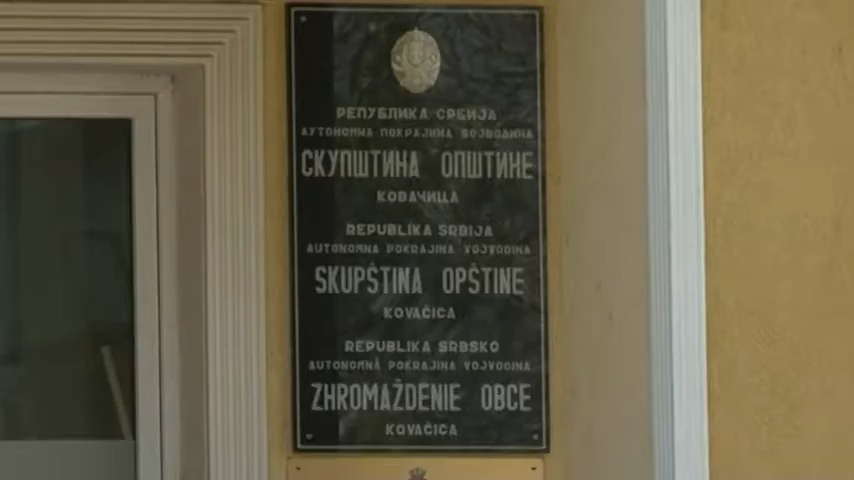 РЕПУБЛИКА СРБИЈА
АУТОНОМНА ПОКРАЈИНА ВОЈВОДИНА
СКУПШТИНА ОПШТИНЕ
КОВАЧИЦА
REPUBLIKA SRBIJA
AUTONOMNA POKRAJINA VOJVODINA
SKUPŠTINA OPŠTINE
KOVAČICA
REPUBLIKA SRBSKO
AUTONOMNÁ POKRAJINA VOJVODINA
ZHROMAŽDENIE OBCE
KOVAČICA